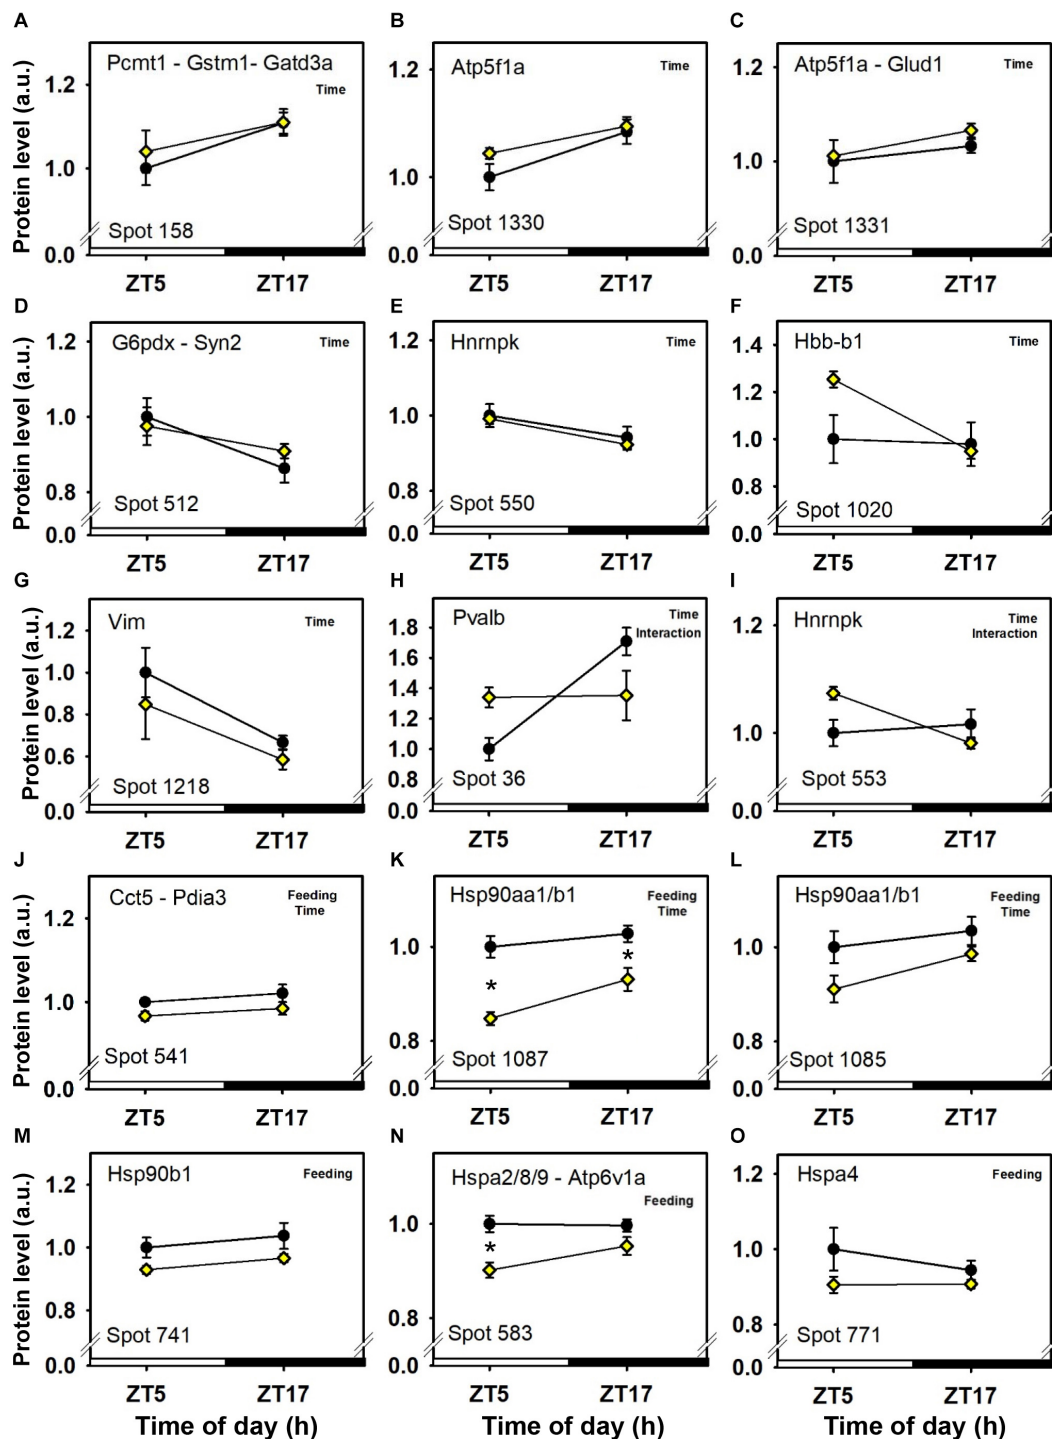 A
B
C
Protein level (a.u.)
1.2
1.0
0.0
Pcmt1 - Gstm1- Gatd3a
Time
Spot 158
ZT5
ZT17
1.2
1.0
0.0
Atp5f1a
Time
Spot 1330
ZT5
ZT17
1.2
1.0
0.0
Atp5f1a - Glud1
Time
Spot 1331
ZT5
ZT17
D
E
F
Protein level (a.u.)
1.2
1.0
0.8
0.0
G6pdx - Syn2
Time
Spot 512
ZT5
ZT17
1.2
1.0
0.8
0.0
Hnrnpk
Time
Spot 550
ZT5
ZT17
1.4
1.2
1.0
0.8
0.0
Hbb-b1
Time
Spot 1020
ZT5
ZT17
G
H
I
Protein level (a.u.)
1.2
1.0
0.8
0.6
0.0
Vim
Time
Spot 1218
ZT5
ZT17
1.8
1.6
1.4
1.2
1.0
0.8
0.0
Pvalb
Time
Interaction
Spot 36
ZT5
ZT17
1.2
1.0
0.0
Hnrnpk
Time
Interaction
Spot 553
ZT5
ZT17
J
K
L
Protein level (a.u.)
1.2
1.0
0.0
Cct5 - Pdia3
Feeding
Time
Spot 541
ZT5
ZT17
1.0
0.8
0.0
Hsp90aa1/b1
Feeding
Time
*
*
Spot 1087
ZT5
ZT17
1.0
0.8
0.0
Hsp90aa1/b1
Feeding
Time
Spot 1085
ZT5
ZT17
M
N
O
Protein level (a.u.)
1.2
1.0
0.8
0.0
Hsp90b1
Feeding
Spot 741
ZT5
ZT17
Time of day (h)
1.0
0.8
0.0
Hspa2/8/9 - Atp6v1a
Feeding
*
Spot 583
ZT5
ZT17
Time of day (h)
1.2
1.0
0.8
0.0
Hspa4
Feeding
Spot 771
ZT5
ZT17
Time of day (h)